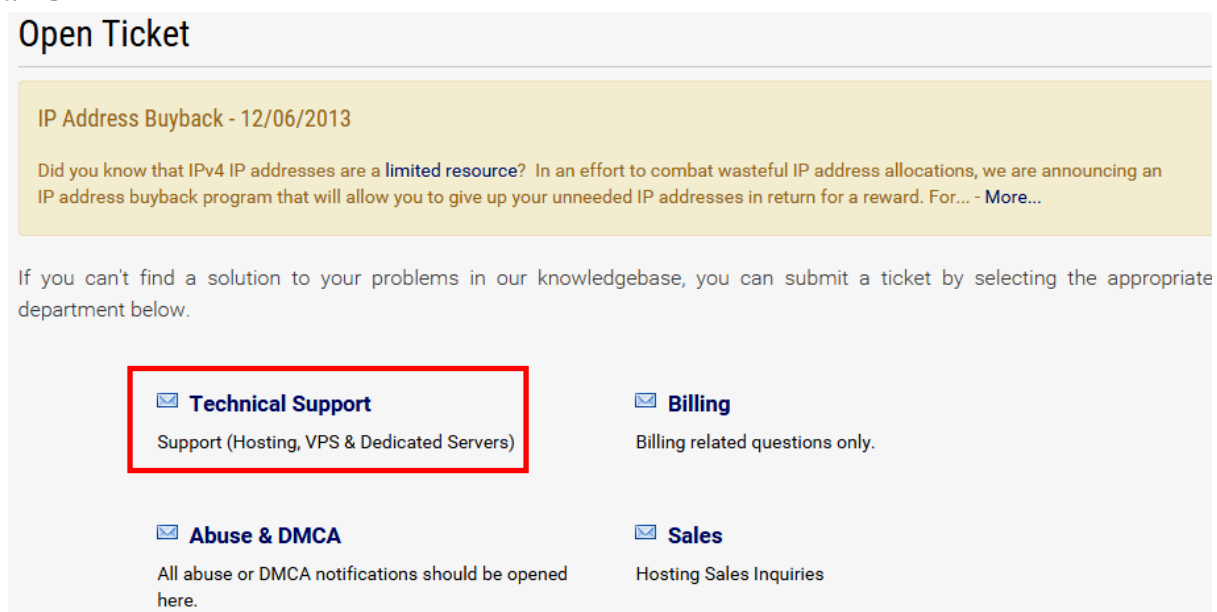 Open Ticket
IP Address Buyback - 12/06/2013
Did you know that IPv4 IP addresses are a limited resource? In an effort to combat wasteful IP address allocations, we are announcing an
IP address buyback program that will allow you to give up your unneeded IP addresses in return for a reward. For... - More...
If you can't find a solution to your problems in our knowledgebase, you can submit a ticket by selecting the appropriate
department below.
Technical Support
Support (Hosting, VPS & Dedicated Servers)
Billing
Billing related questions only.
Abuse & DMCA
All abuse or DMCA notifications should be opened
here.
Sales
Hosting Sales Inquiries